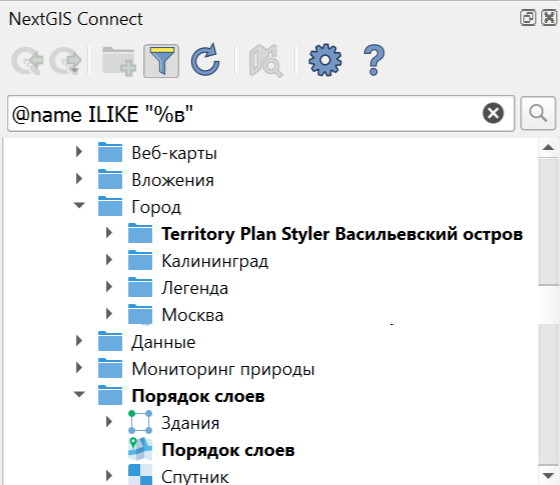 NextGIS Connect
@name ILIKE "%в"
Веб-карты
Вложения
Город
Territory Plan Styler Васильевский остров
Калининград
Легенда
Москва
Данные
Мониторинг природы
Порядок слоев
Здания
Порядок слоев
Спутник